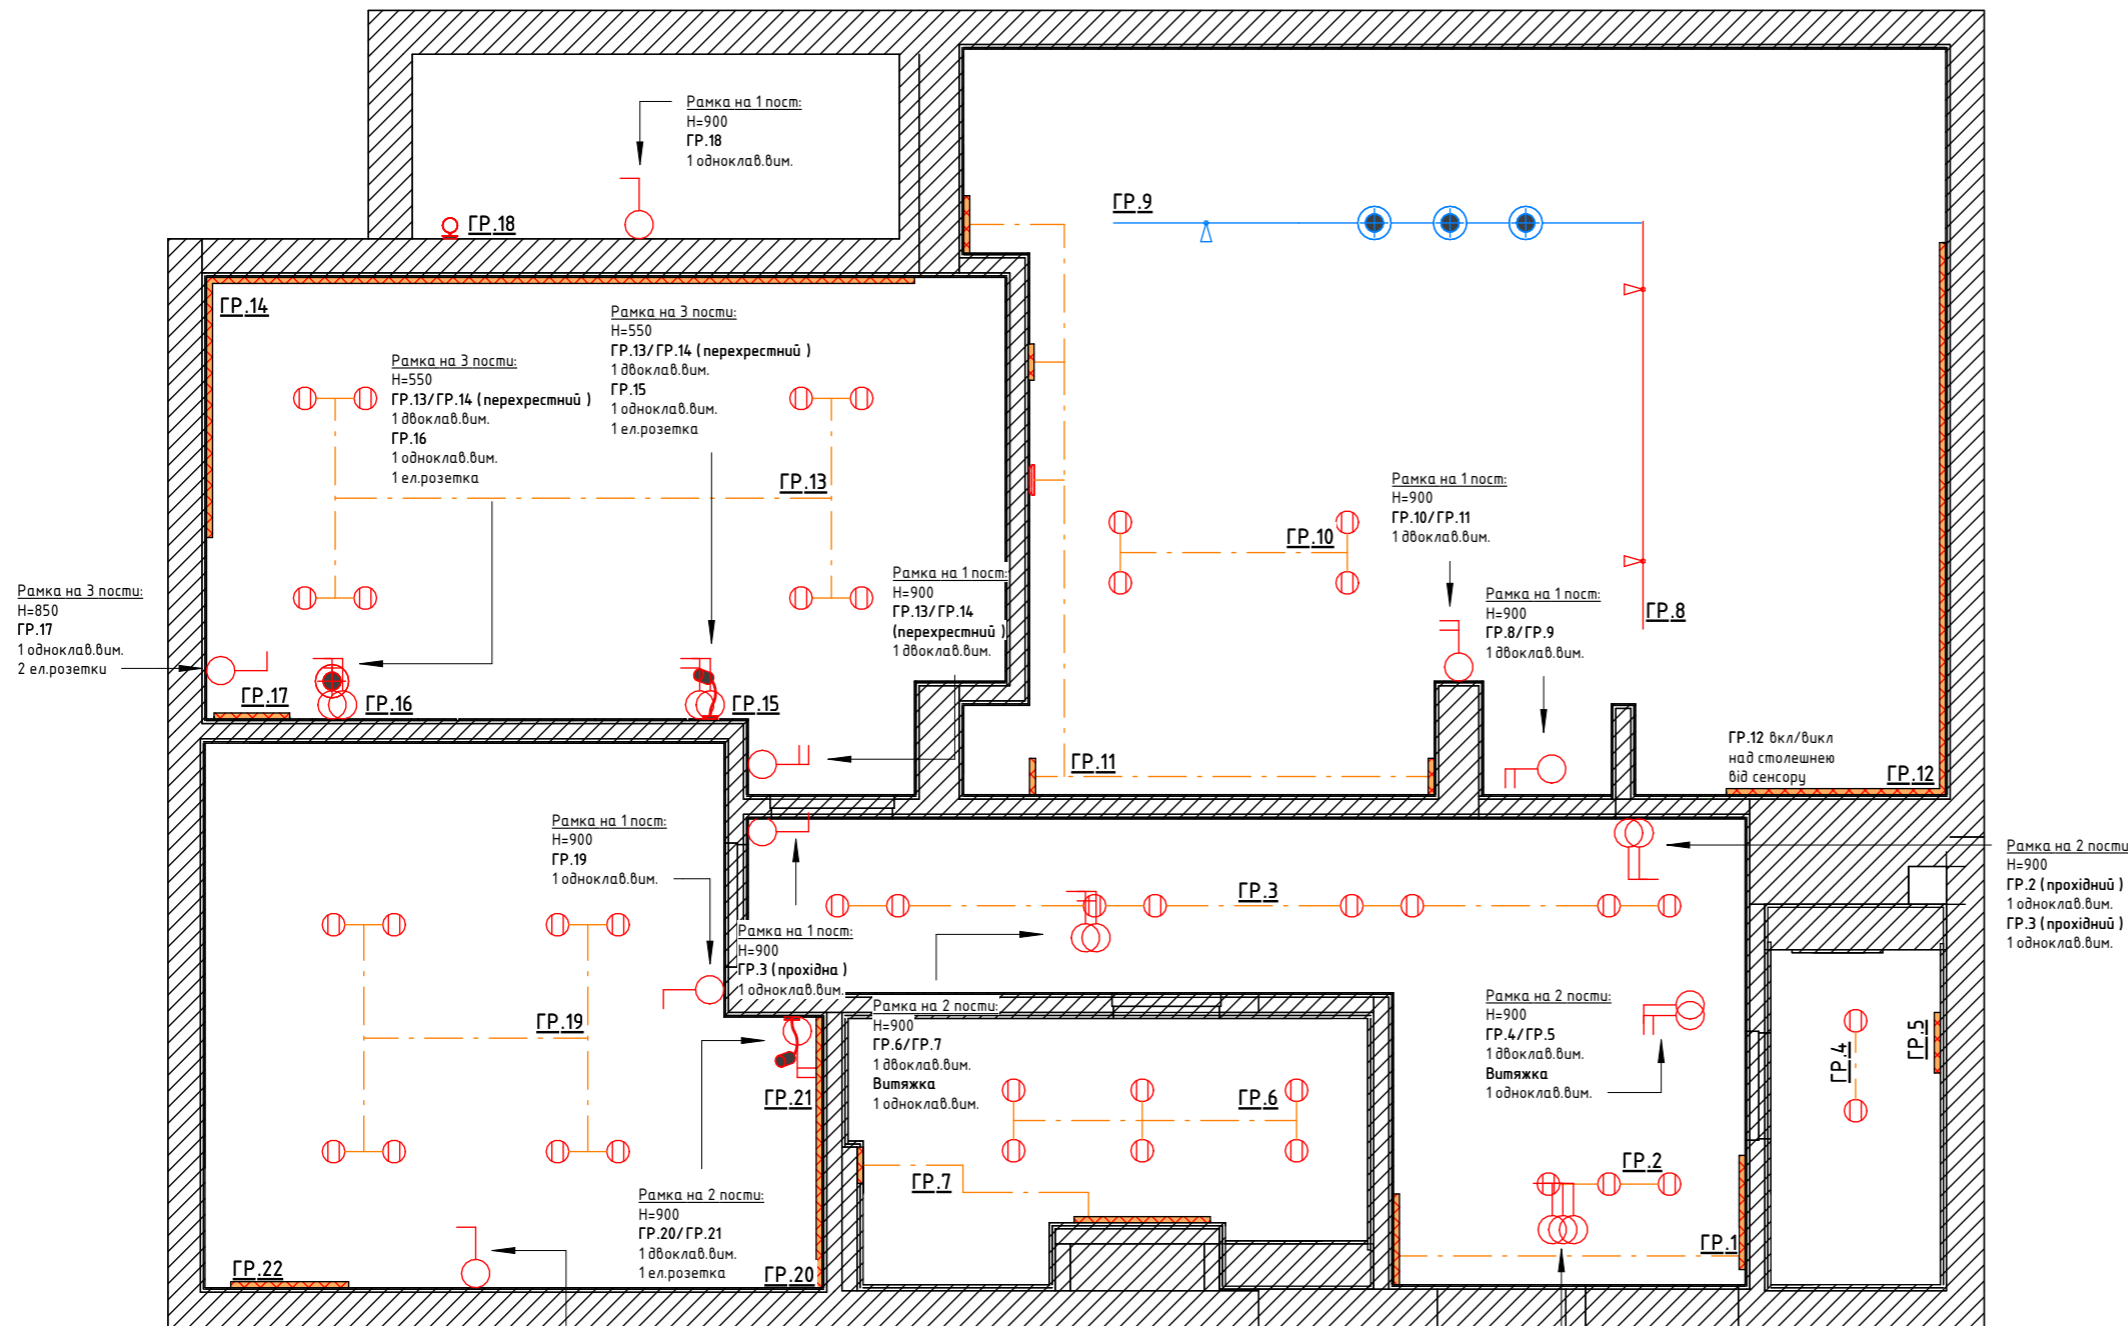 Рамка на 1 пост:
H=900
ГР.18
1 одноклав.вим.
ГР.18
ГР.9
ГР.14
Рамка на 3 пости:
H=550
ГР.13/ГР.14 (перехрестний )
1 двоклав.вим.
ГР.15
1 одноклав.вим.
1 ел.розетка
Рамка на 3 пости:
H=550
ГР.13/ГР.14 (перехрестний )
1 двоклав.вим.
ГР.16
1 одноклав.вим.
1 ел.розетка
ГР.13
Рамка на 1 пост:
H=900
ГР.10/ГР.11
1 двоклав.вим.
ГР.10
Рамка на 1 пост:
H=900
ГР.13/ГР.14
(перехрестний )
1 двоклав.вим.
Рамка на 1 пост:
H=900
ГР.8/ГР.9
1 двоклав.вим.
ГР.8
Рамка на 3 пости:
H=850
ГР.17
1 одноклав.вим.
2 ел.розетки
ГР.17
ГР.16
ГР.15
ГР.11
ГР.12 вкл/викл
над столешнею
від сенсору
ГР.12
Рамка на 1 пост:
H=900
ГР.19
1 одноклав.вим.
Рамка на 2 пости
H=900
ГР.2 (прохідний )
1 одноклав.вим.
ГР.3 (прохідний )
1 одноклав.вим.
ГР.3
Рамка на 1 пост:
H=900
ГР.3 (прохідна )
1 одноклав.вим.
Рамка на 2 пости:
H=900
ГР.6/ГР.7
1 двоклав.вим.
Витяжка
1 одноклав.вим.
Рамка на 2 пости:
H=900
ГР.4/ГР.5
1 двоклав.вим.
Витяжка
1 одноклав.вим.
ГР.4
ГР.5
ГР.19
ГР.21
ГР.6
ГР.2
ГР.7
Рамка на 2 пости:
H=900
ГР.20/ГР.21
1 двоклав.вим.
1 ел.розетка
ГР.1
ГР.22
ГР.20